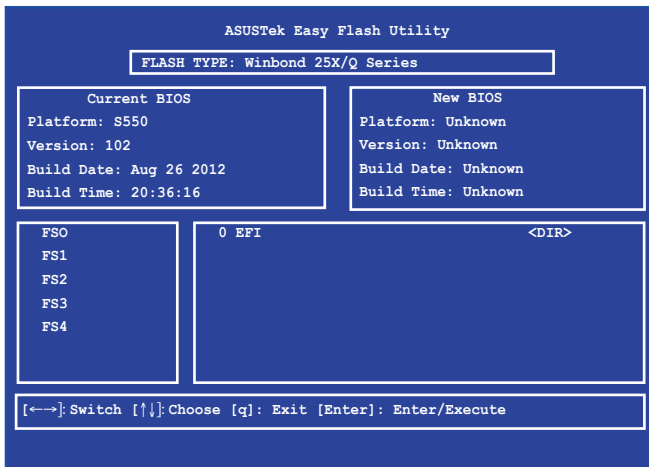 ASUSTek Easy Flash Utility
FLASH TYPE: Winbond 25X/Q Series
Current BIOS
Platform: S550
Version: 102
Build Date: Aug 26 2012
Build Time: 20:36:16
New BIOS
Platform: Unknown
Version: Unknown
Build Date: Unknown
Build Time: Unknown
FSO
FS1
FS2
FS3
FS4
0 EFI <DIR>
[←→]: Switch [↑↓]: Choose [q]: Exit [Enter]: Enter/Execute